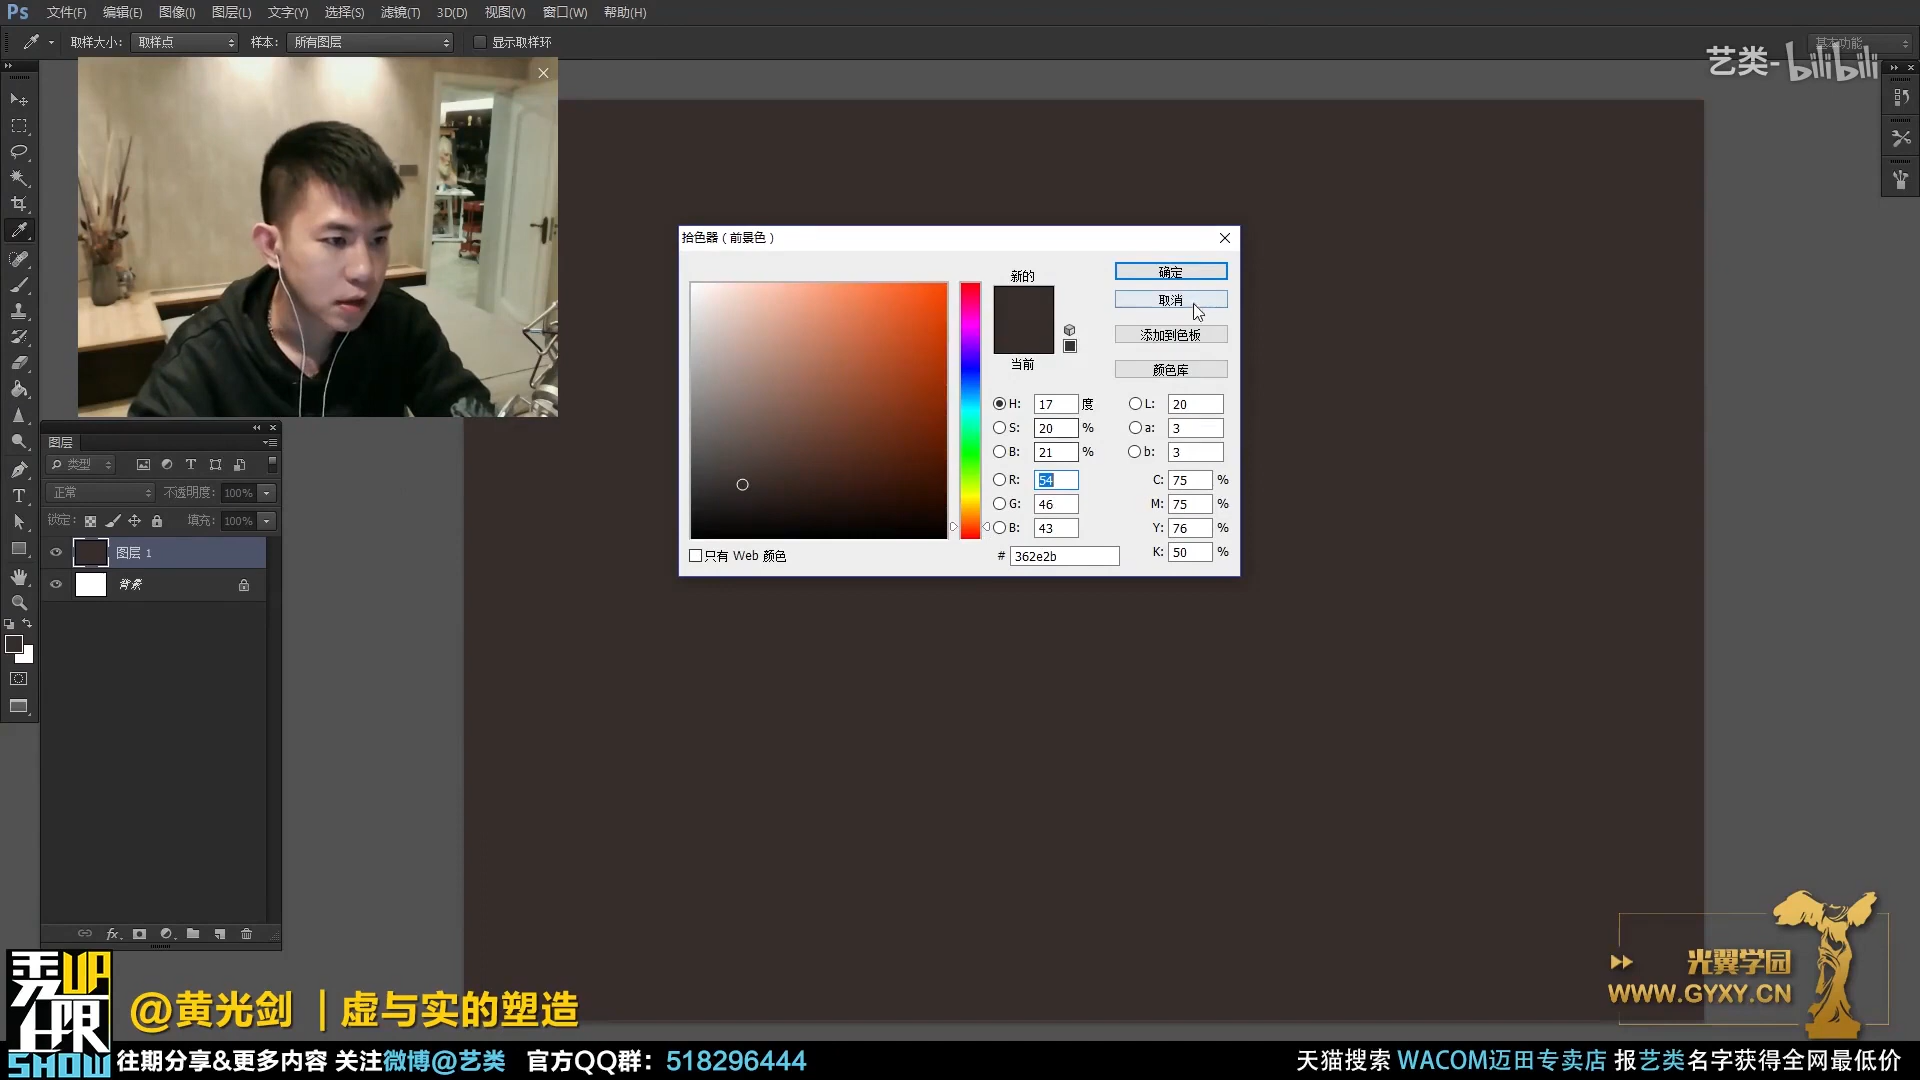 Ps 文件(F) 编辑(E) 图像(I) 图层(L) 文字(Y) 选择(S) 滤镜(T) 3D(D) 视图(V) 窗口(W) 帮助(H)
取样大小: 取样点 样本: 所有图层 显示取样环 基本功能
艺类-bilibili
拾色器（前景色）
新的
当前
确定
取消
添加到色板
颜色库
H: 17 度 L: 20
S: 20 % a: 3
B: 21 % b: 3
R: 54 C: 75 %
G: 46 M: 75 %
B: 43 Y: 76 %
# 362e2b K: 50 %
只有 Web 颜色
图层
类型
正常 不透明度: 100%
锁定: 填充: 100%
图层 1
背景
fx
光翼学园
WWW.GYXY.CN
UP
SHOW
@黄光剑 | 虚与实的塑造
往期分享&更多内容 关注微博@艺类 官方QQ群：518296444
天猫搜索 WACOM迈田专卖店 报艺类名字获得全网最低价